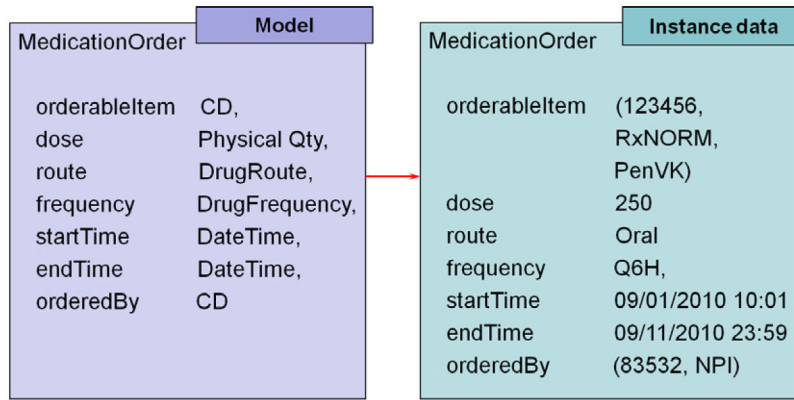 Model
MedicationOrder
orderableItem CD,
dose Physical Qty,
route DrugRoute,
frequency DrugFrequency,
startTime DateTime,
endTime DateTime,
orderedBy CD
Instance data
MedicationOrder
orderableItem (123456,
RxNORM,
PenVK)
dose 250
route Oral
frequency Q6H,
startTime 09/01/2010 10:01
endTime 09/11/2010 23:59
orderedBy (83532, NPI)